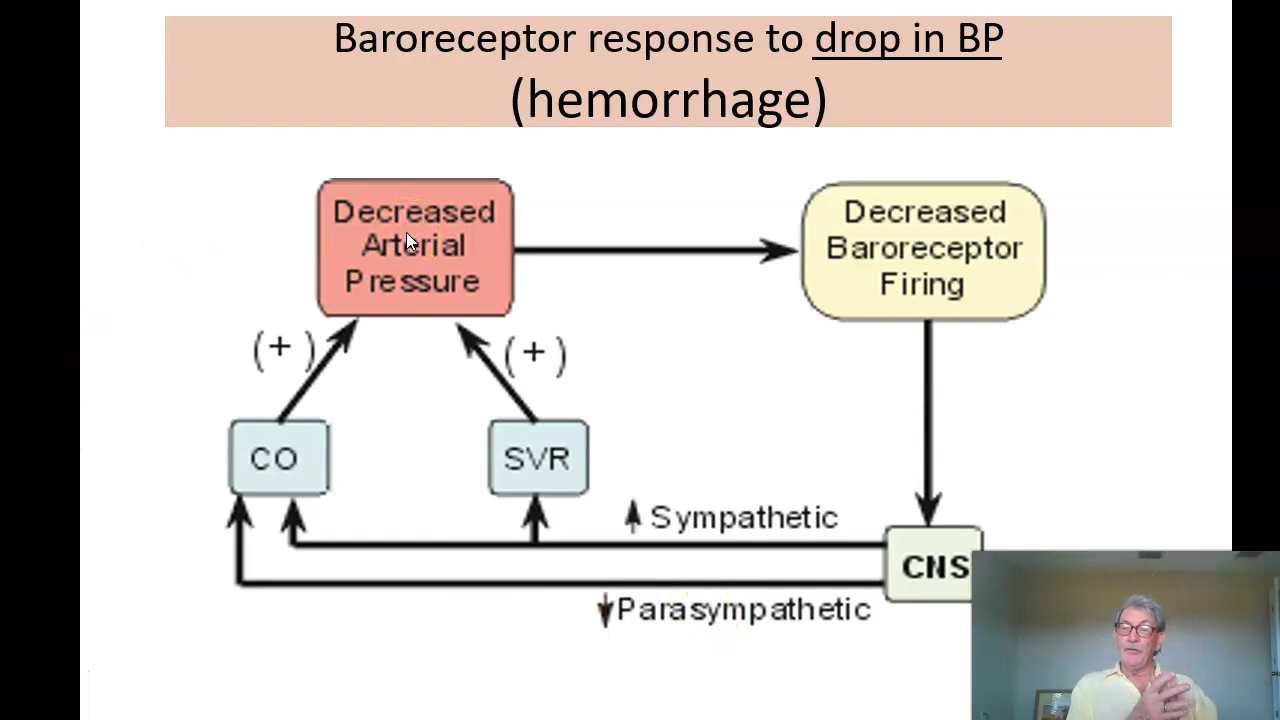 Baroreceptor response to drop in BP
(hemorrhage)
Decreased
Arterial
Pressure
Decreased
Baroreceptor
Firing
(+)
(+)
CO
SVR
Sympathetic
CNS
Parasympathetic